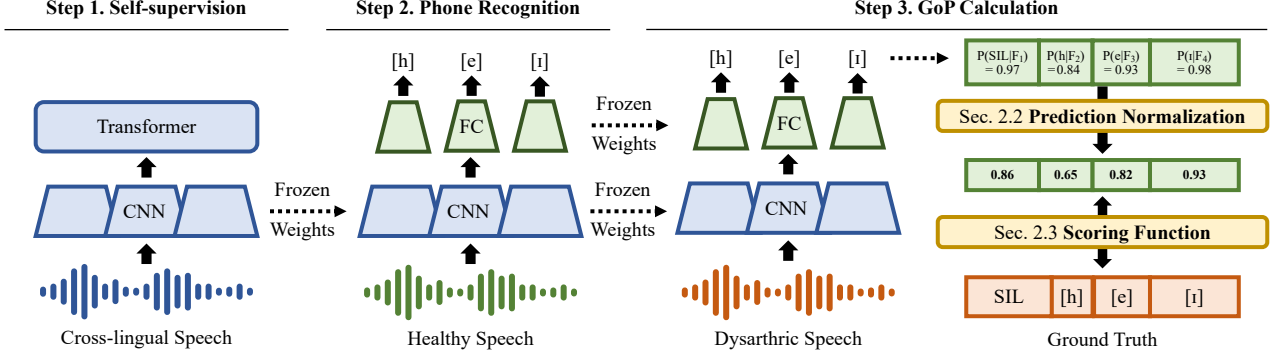 Step 1. Self-supervision
Step 2. Phone Recognition
Step 3. GoP Calculation
Transformer
CNN
Cross-lingual Speech
Frozen
Weights
[h] [e] [ɪ]
FC
CNN
Healthy Speech
Frozen
Weights
Frozen
Weights
[h] [e] [ɪ]
FC
CNN
Dysarthric Speech
P(SIL|F₁) P(h|F₂) P(e|F₃) P(ɪ|F₄)
= 0.97 =0.84 = 0.93 = 0.98
Sec. 2.2 Prediction Normalization
0.86 0.65 0.82 0.93
Sec. 2.3 Scoring Function
SIL [h] [e] [ɪ]
Ground Truth